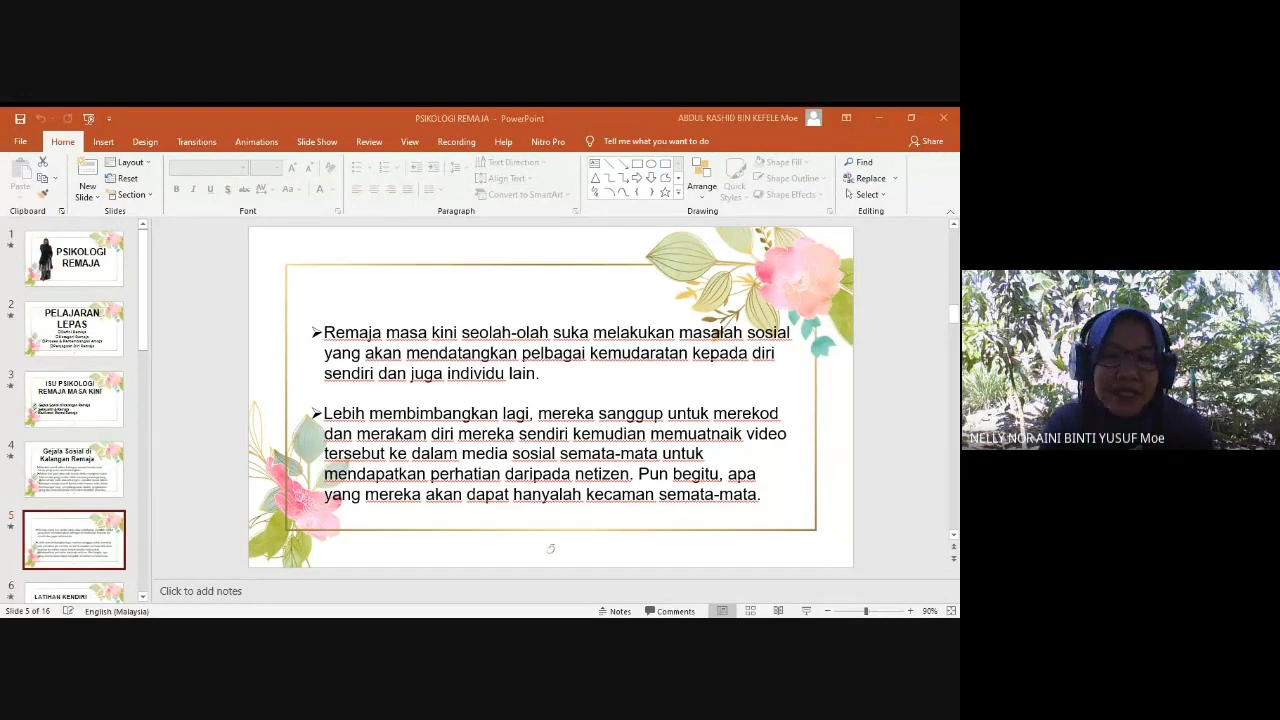 PSIKOLOGI REMAJA - PowerPoint
ABDUL RASHID BIN KEFELE Moe
File Home Insert Design Transitions Animations Slide Show Review View Recording Help Nitro Pro Tell me what you want to do Share
Paste
New Slide
Layout
Reset
Section
Text Direction
Align Text
Convert to SmartArt
Arrange
Quick Styles
Shape Fill
Shape Outline
Shape Effects
Find
Replace
Select
Clipboard Slides Font Paragraph Drawing Editing
1
PSIKOLOGI
REMAJA
2
PELAJARAN
LEPAS
3
ISU PSIKOLOGI
REMAJA MASA KINI
4
Gejala Sosial di
Kalangan Remaja
5
6
LATIHAN KENDIRI
Remaja masa kini seolah-olah suka melakukan masalah sosial
yang akan mendatangkan pelbagai kemudaratan kepada diri
sendiri dan juga individu lain.
Lebih membimbangkan lagi, mereka sanggup untuk merekod
dan merakam diri mereka sendiri kemudian memuatnaik video
tersebut ke dalam media sosial semata-mata untuk
mendapatkan perhatian daripada netizen. Pun begitu, apa
yang mereka akan dapat hanyalah kecaman semata-mata.
5
Click to add notes
Slide 5 of 16 English (Malaysia) Notes Comments 90%
NELLY NOR AINI BINTI YUSUF Moe